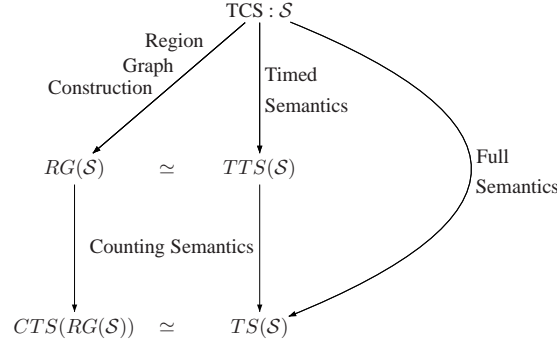 TCS : 𝒮
Region
Graph
Construction
Timed
Semantics
Full
Semantics
RG(𝒮) ≃ TTS(𝒮)
Counting Semantics
CTS(RG(𝒮)) ≃ TS(𝒮)